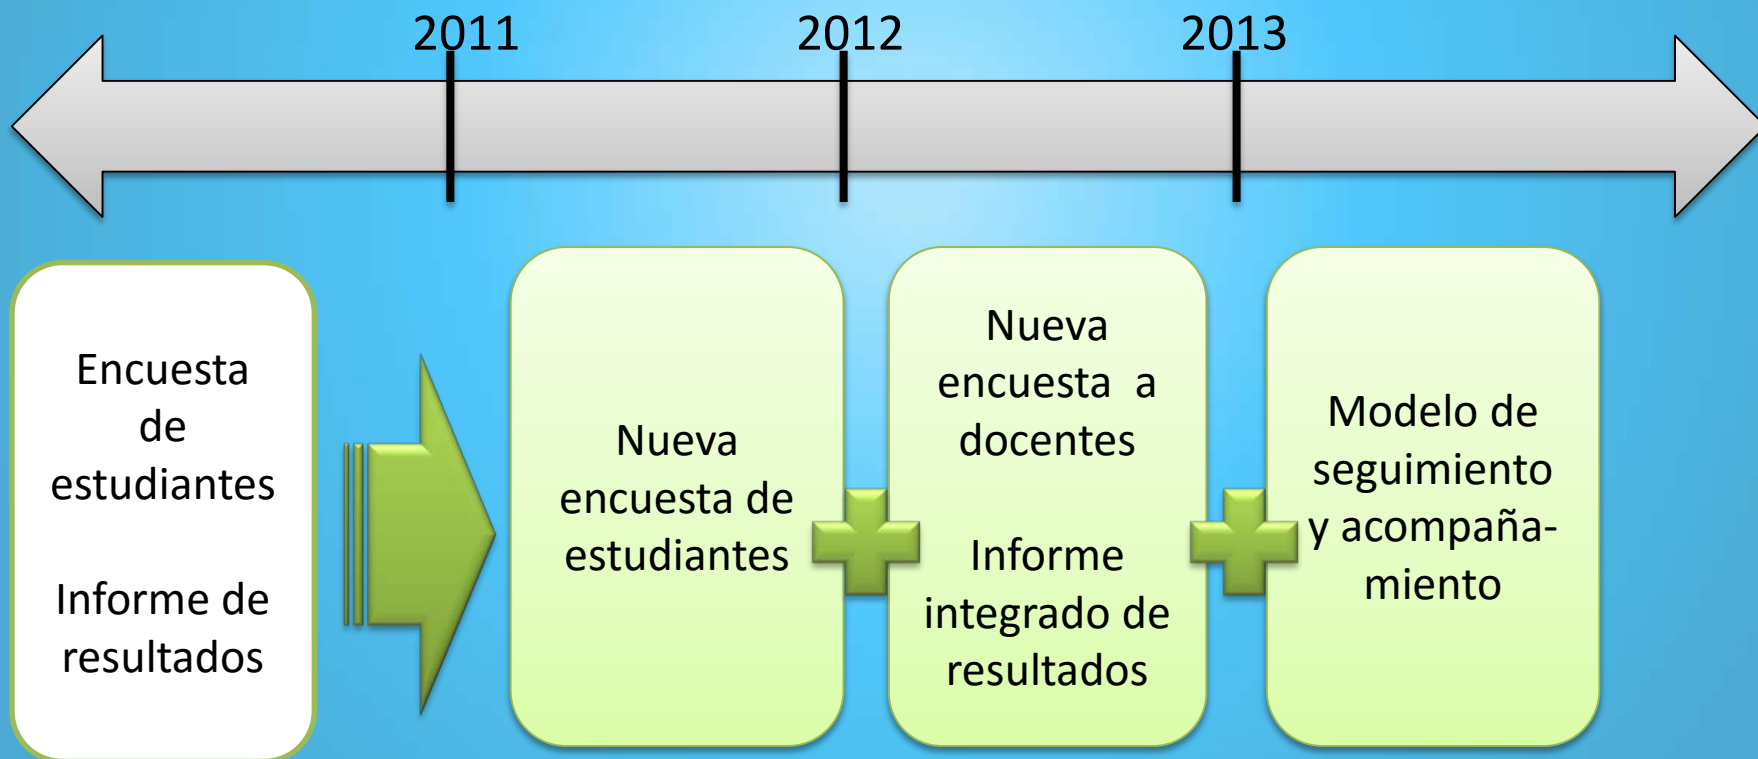 2011
2012
2013
Encuesta
de
estudiantes
Informe de
resultados
Nueva
encuesta de
estudiantes
Nueva
encuesta a
docentes
Informe
integrado de
resultados
Modelo de
seguimiento
y acompaña-
miento